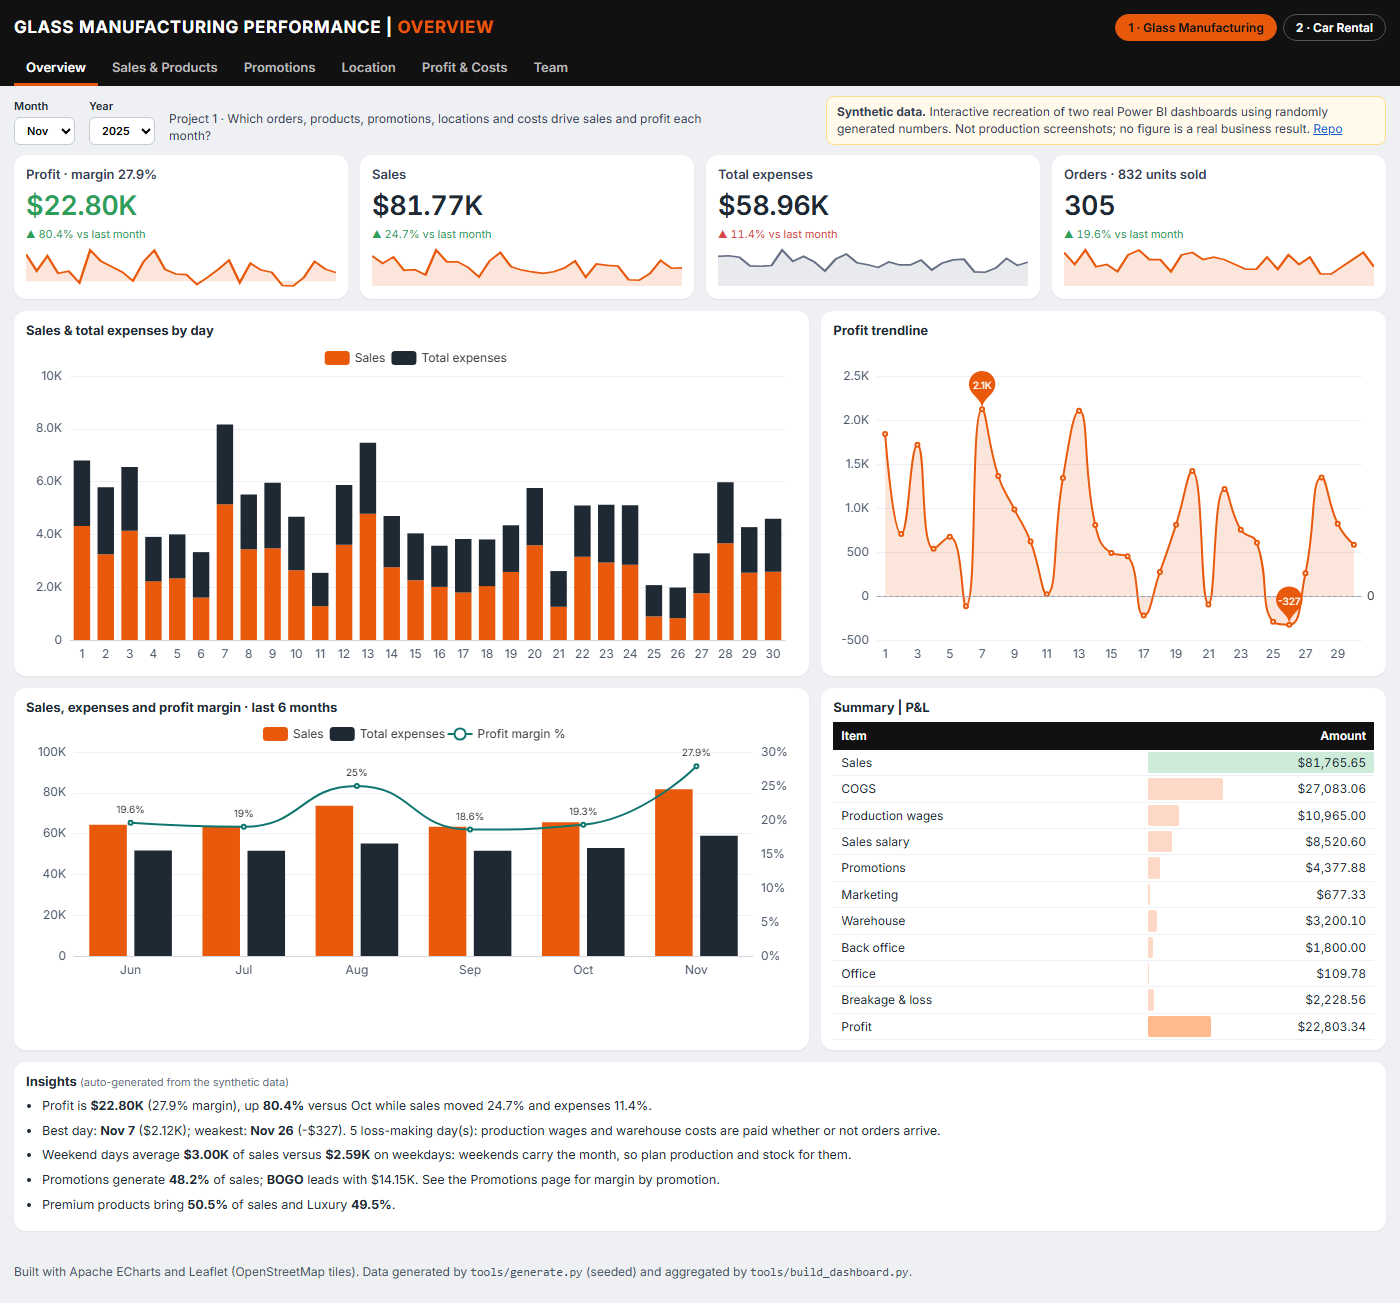 GLASS MANUFACTURING PERFORMANCE | OVERVIEW
1 · Glass Manufacturing
2 · Car Rental
Overview
Sales & Products
Promotions
Location
Profit & Costs
Team
Month
Year
Nov
2025
Project 1 · Which orders, products, promotions, locations and costs drive sales and profit each
month?
Synthetic data. Interactive recreation of two real Power BI dashboards using randomly
generated numbers. Not production screenshots; no figure is a real business result. Repo
Profit · margin 27.9%
$22.80K
▲ 80.4% vs last month
Sales
$81.77K
▲ 24.7% vs last month
Total expenses
$58.96K
▲ 11.4% vs last month
Orders · 832 units sold
305
▲ 19.6% vs last month
Sales & total expenses by day
Sales
Total expenses
10K
8.0K
6.0K
4.0K
2.0K
0
1 2 3 4 5 6 7 8 9 10 11 12 13 14 15 16 17 18 19 20 21 22 23 24 25 26 27 28 29 30
Profit trendline
2.5K
2.0K
1.5K
1.0K
500
0
-500
2.1K
-327
0
1 3 5 7 9 11 13 15 17 19 21 23 25 27 29
Sales, expenses and profit margin · last 6 months
Sales
Total expenses
Profit margin %
100K
80K
60K
40K
20K
0
30%
25%
20%
15%
10%
5%
0%
19.6%
19%
25%
18.6%
19.3%
27.9%
Jun Jul Aug Sep Oct Nov
Summary | P&L
Item Amount
Sales $81,765.65
COGS $27,083.06
Production wages $10,965.00
Sales salary $8,520.60
Promotions $4,377.88
Marketing $677.33
Warehouse $3,200.10
Back office $1,800.00
Office $109.78
Breakage & loss $2,228.56
Profit $22,803.34
Insights (auto-generated from the synthetic data)
• Profit is $22.80K (27.9% margin), up 80.4% versus Oct while sales moved 24.7% and expenses 11.4%.
• Best day: Nov 7 ($2.12K); weakest: Nov 26 (-$327). 5 loss-making day(s): production wages and warehouse costs are paid whether or not orders arrive.
• Weekend days average $3.00K of sales versus $2.59K on weekdays: weekends carry the month, so plan production and stock for them.
• Promotions generate 48.2% of sales; BOGO leads with $14.15K. See the Promotions page for margin by promotion.
• Premium products bring 50.5% of sales and Luxury 49.5%.
Built with Apache ECharts and Leaflet (OpenStreetMap tiles). Data generated by tools/generate.py (seeded) and aggregated by tools/build_dashboard.py.